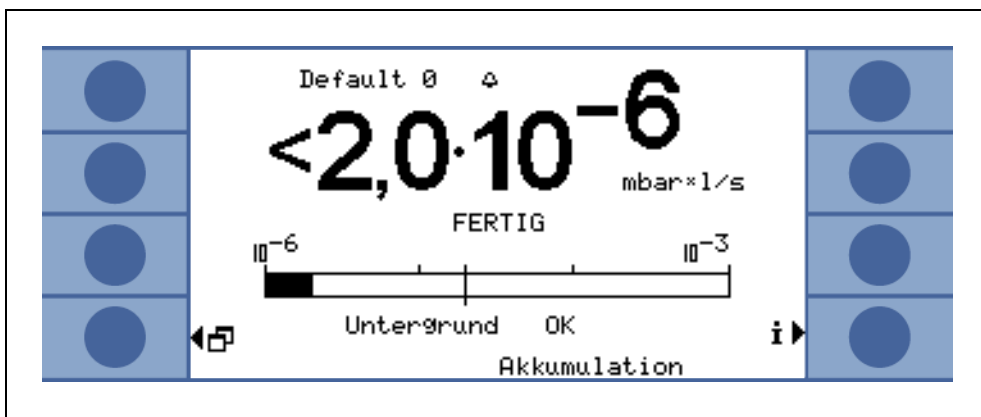 Default 0
<2,0·10⁻⁶
mbar×l/s
FERTIG
10⁻⁶ 10⁻³
Untergrund OK
i
Akkumulation